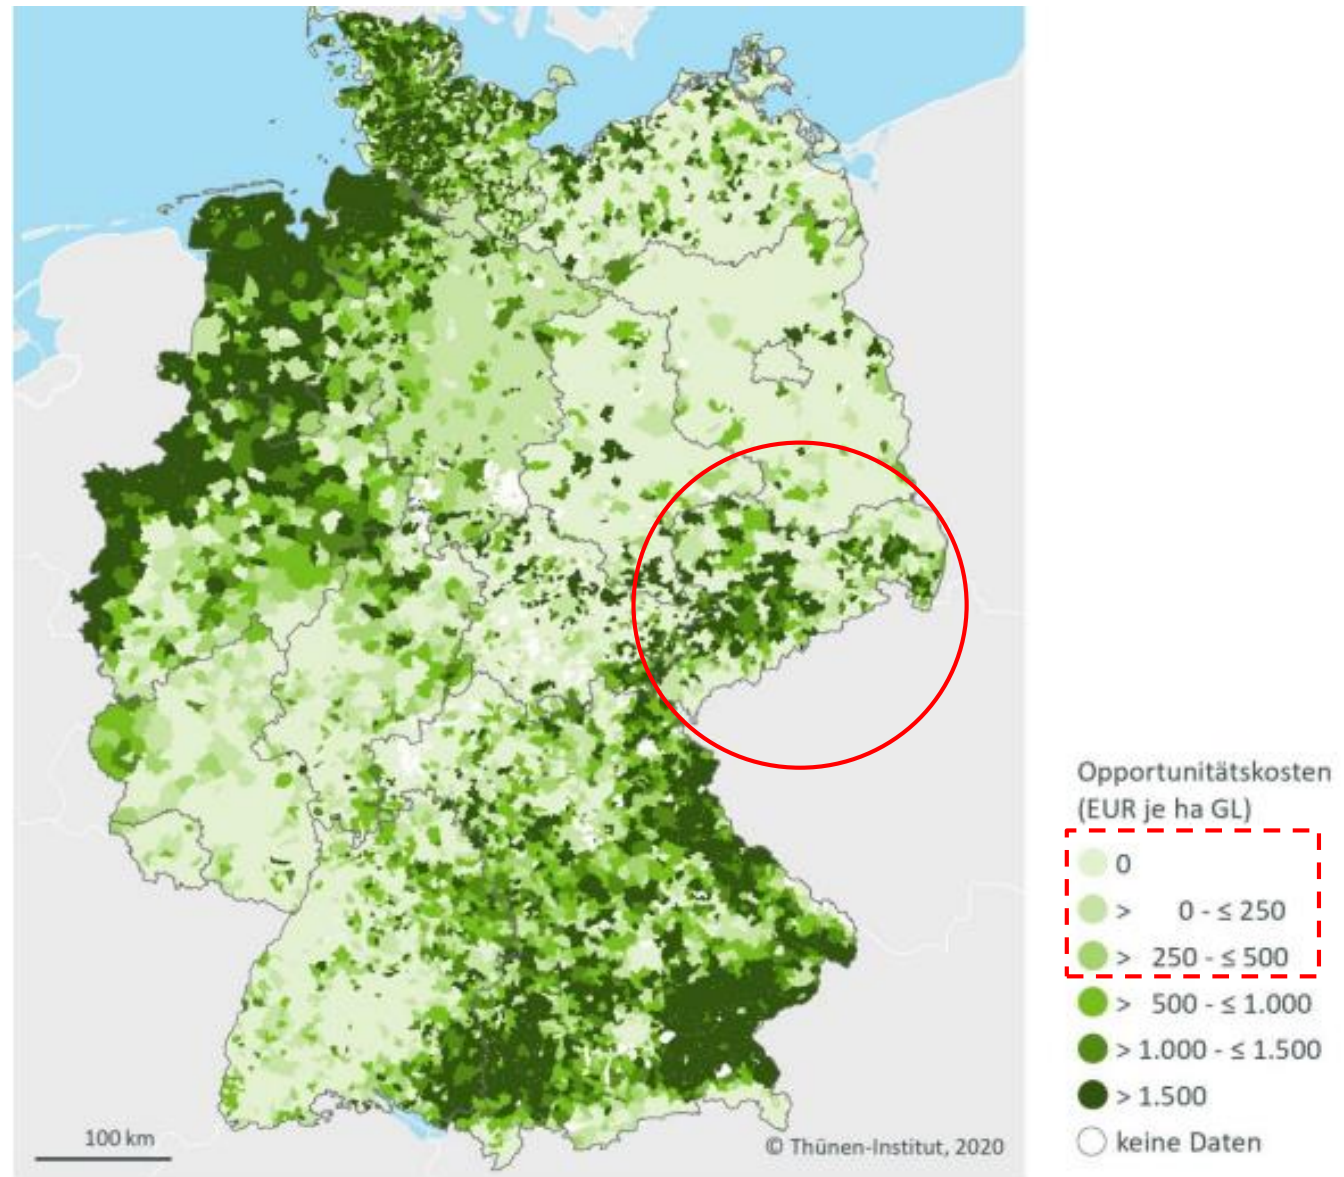 Opportunitätskosten
(EUR je ha GL)
0
> 0 - ≤ 250
> 250 - ≤ 500
> 500 - ≤ 1.000
> 1.000 - ≤ 1.500
> 1.500
keine Daten
100 km
© Thünen-Institut, 2020